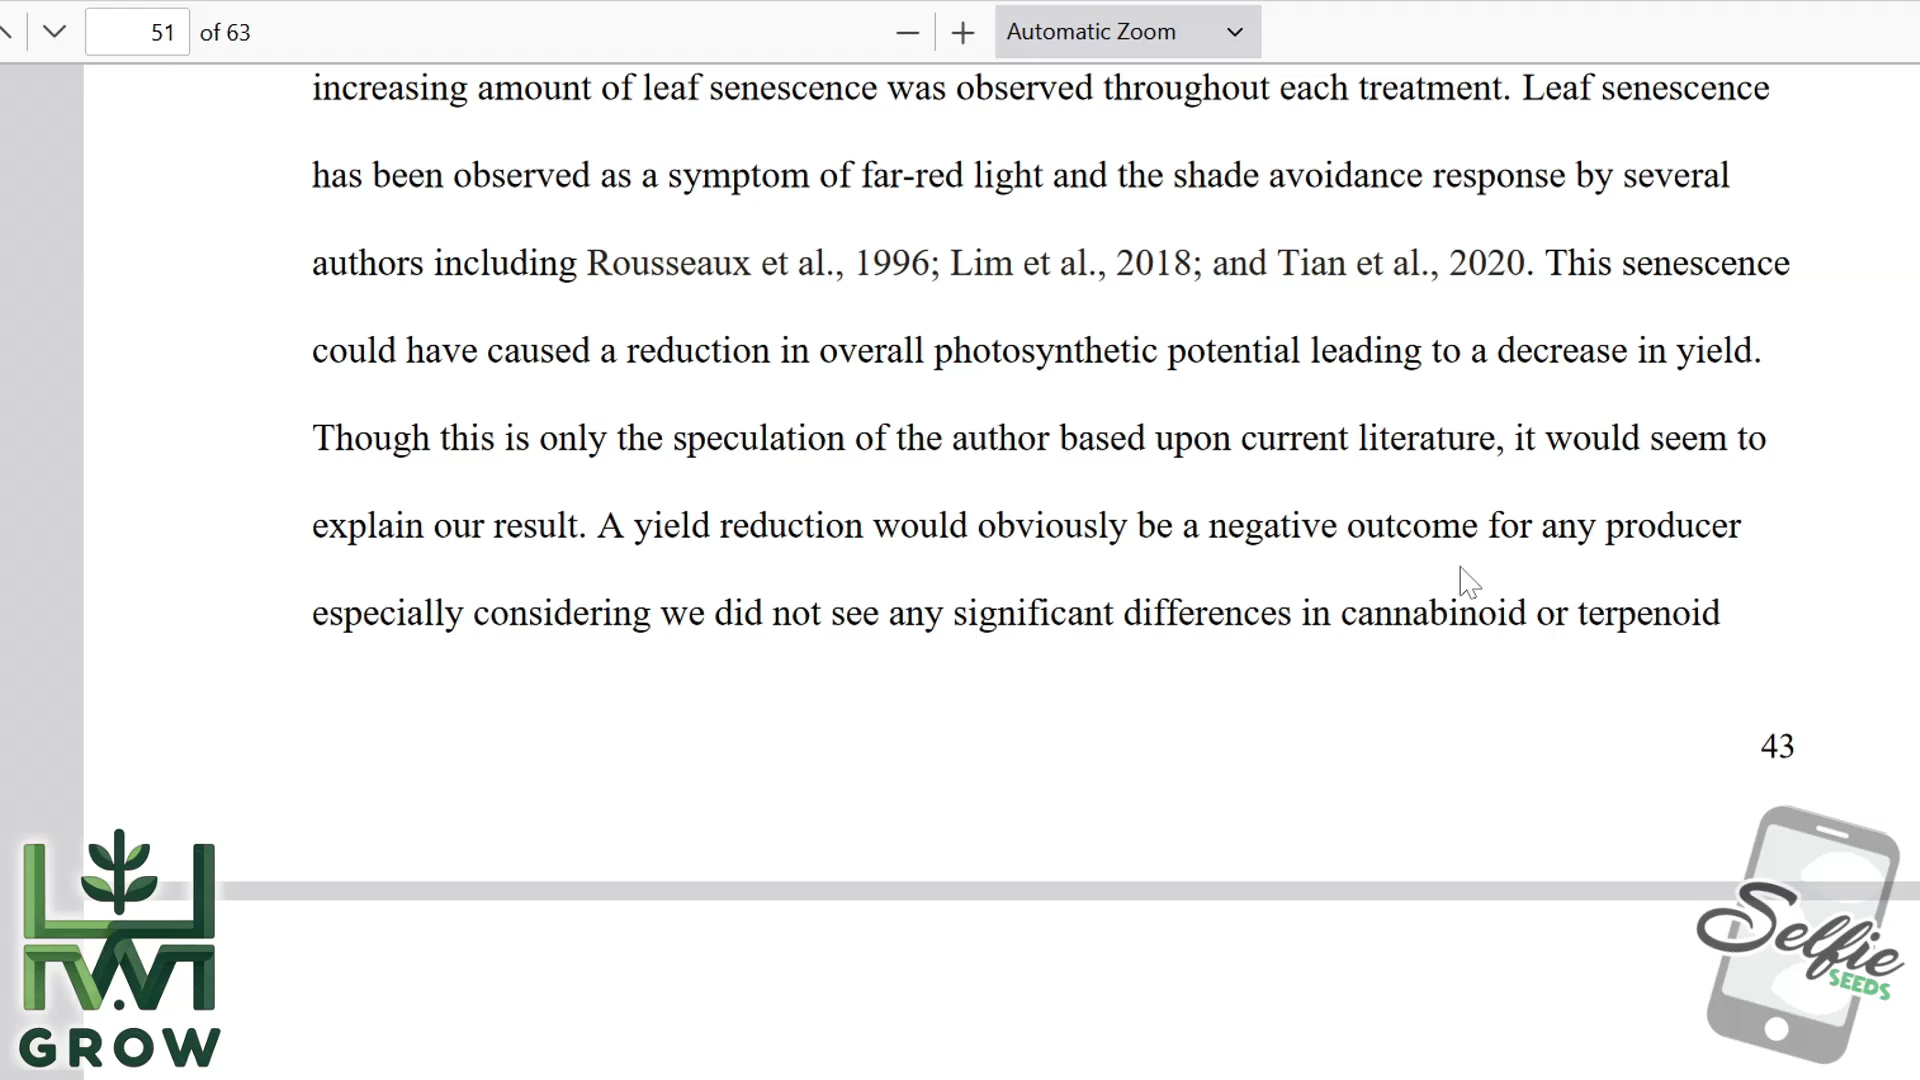 51 of 63
Automatic Zoom
increasing amount of leaf senescence was observed throughout each treatment. Leaf senescence
has been observed as a symptom of far-red light and the shade avoidance response by several
authors including Rousseaux et al., 1996; Lim et al., 2018; and Tian et al., 2020. This senescence
could have caused a reduction in overall photosynthetic potential leading to a decrease in yield.
Though this is only the speculation of the author based upon current literature, it would seem to
explain our result. A yield reduction would obviously be a negative outcome for any producer
especially considering we did not see any significant differences in cannabinoid or terpenoid
43
GROW
Selfie
SEEDS